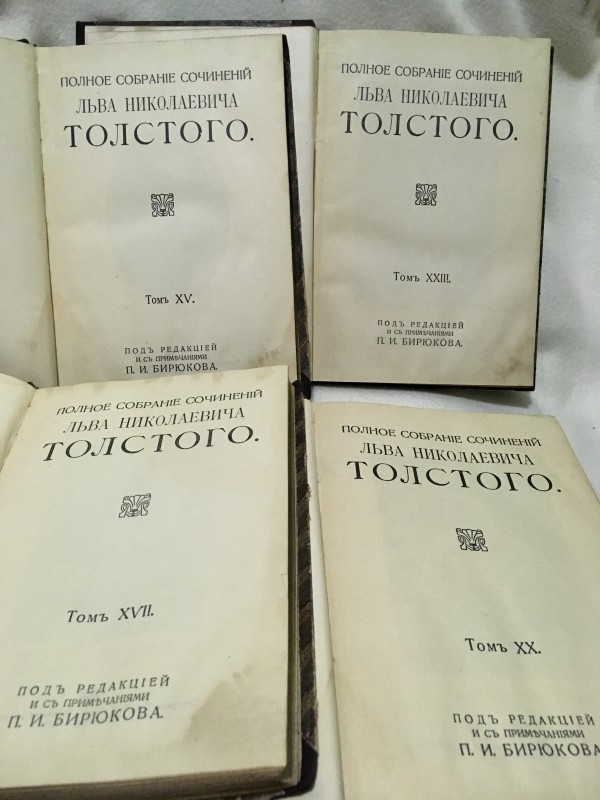 ПОЛНОЕ СОБРАНІЕ СОЧИНЕНІЙ
ЛЬВА НИКОЛАЕВИЧА
ТОЛСТОГО.
Томъ XV.
ПОДЪ РЕДАКЦІЕЙ
И СЪ ПРИМѢЧАНІЯМИ
П. И. БИРЮКОВА.
ПОЛНОЕ СОБРАНІЕ СОЧИНЕНІЙ
ЛЬВА НИКОЛАЕВИЧА
ТОЛСТОГО.
Томъ XXIII.
ПОДЪ РЕДАКЦІЕЙ
И СЪ ПРИМѢЧАНІЯМИ
П. И. БИРЮКОВА.
ПОЛНОЕ СОБРАНІЕ СОЧИНЕНІЙ
ЛЬВА НИКОЛАЕВИЧА
ТОЛСТОГО.
Томъ XVII.
ПОДЪ РЕДАКЦІЕЙ
И СЪ ПРИМѢЧАНІЯМИ
П. И. БИРЮКОВА.
ПОЛНОЕ СОБРАНІЕ СОЧИНЕНІЙ
ЛЬВА НИКОЛАЕВИЧА
ТОЛСТОГО.
Томъ XX.
ПОДЪ РЕДАКЦІЕЙ
И СЪ ПРИМѢЧАНІЯМИ
П. И. БИРЮКОВА